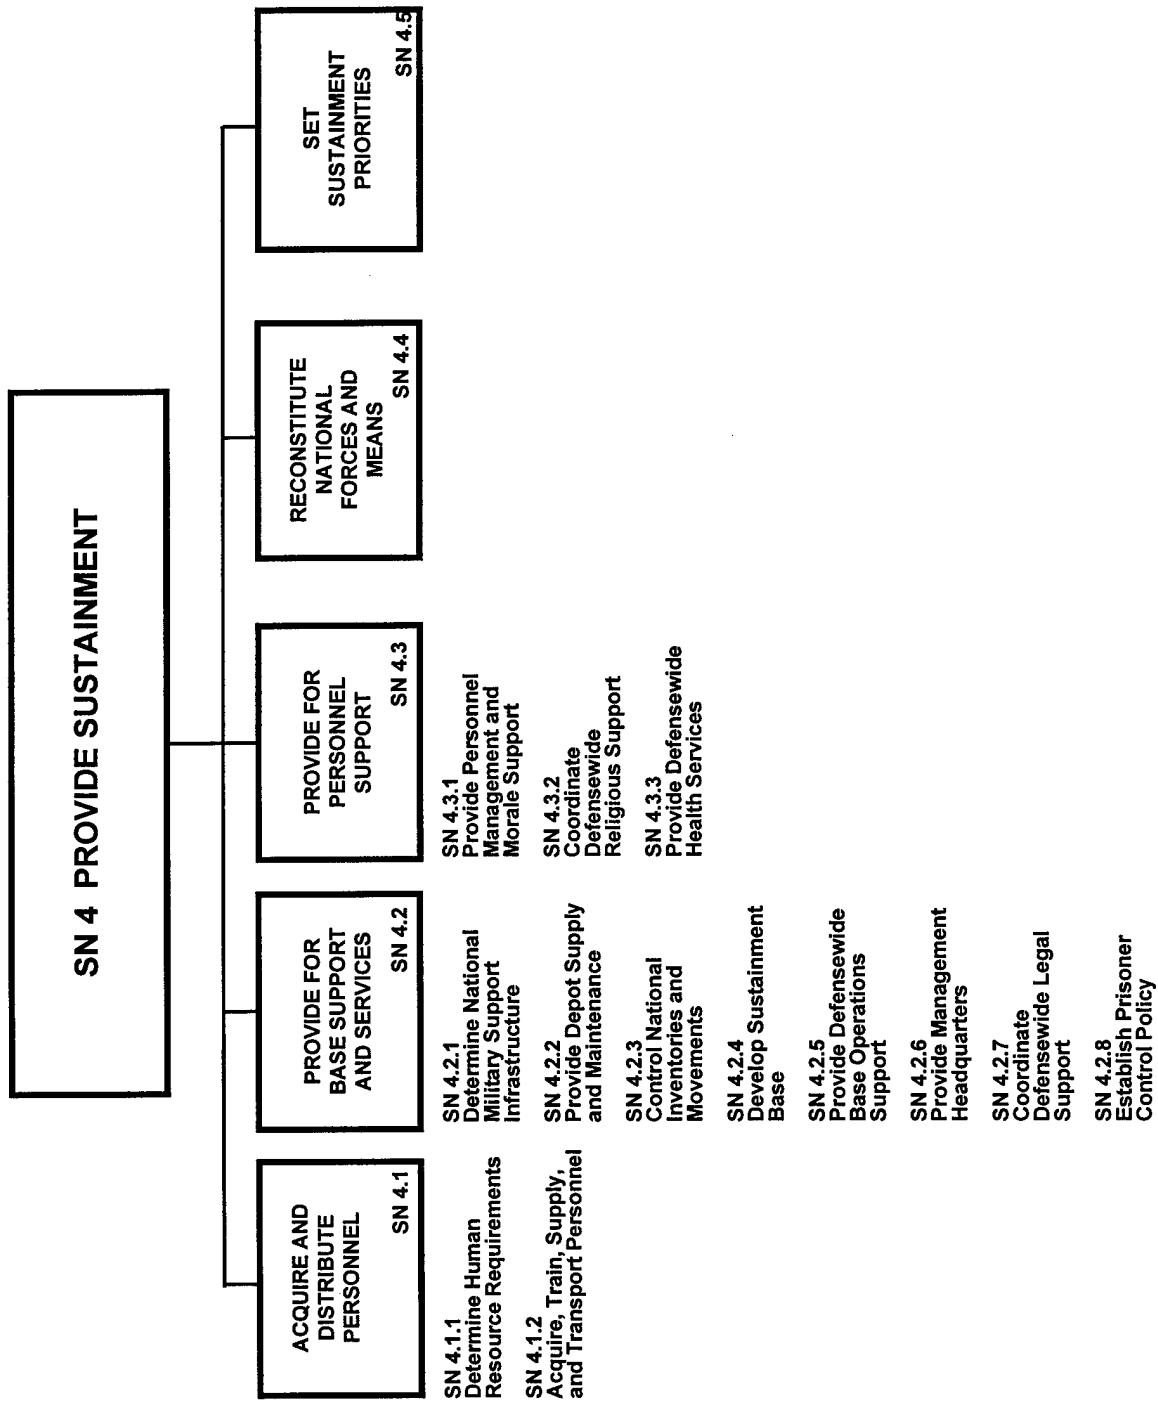 SN 4 PROVIDE SUSTAINMENT
ACQUIRE AND
DISTRIBUTE
PERSONNEL
SN 4.1
SN 4.1.1
Determine Human
Resource Requirements
SN 4.1.2
Acquire, Train, Supply,
and Transport Personnel
PROVIDE FOR
BASE SUPPORT
AND SERVICES
SN 4.2
SN 4.2.1
Determine National
Military Support
Infrastructure
SN 4.2.2
Provide Depot Supply
and Maintenance
SN 4.2.3
Control National
Inventories and
Movements
SN 4.2.4
Develop Sustainment
Base
SN 4.2.5
Provide Defensewide
Base Operations
Support
SN 4.2.6
Provide Management
Headquarters
SN 4.2.7
Coordinate
Defensewide Legal
Support
SN 4.2.8
Establish Prisoner
Control Policy
PROVIDE FOR
PERSONNEL
SUPPORT
SN 4.3
SN 4.3.1
Provide Personnel
Management and
Morale Support
SN 4.3.2
Coordinate
Defensewide
Religious Support
SN 4.3.3
Provide Defensewide
Health Services
RECONSTITUTE
NATIONAL
FORCES AND
MEANS
SN 4.4
SET
SUSTAINMENT
PRIORITIES
SN 4.5